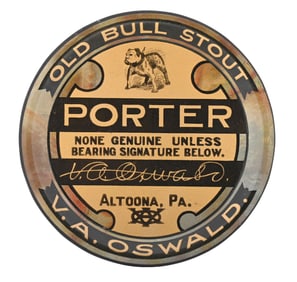 OLD BULL STOUT
PORTER
NONE GENUINE UNLESS
BEARING SIGNATURE BELOW.
V.A. Oswald.
ALTOONA, PA.
V.A. OSWALD.